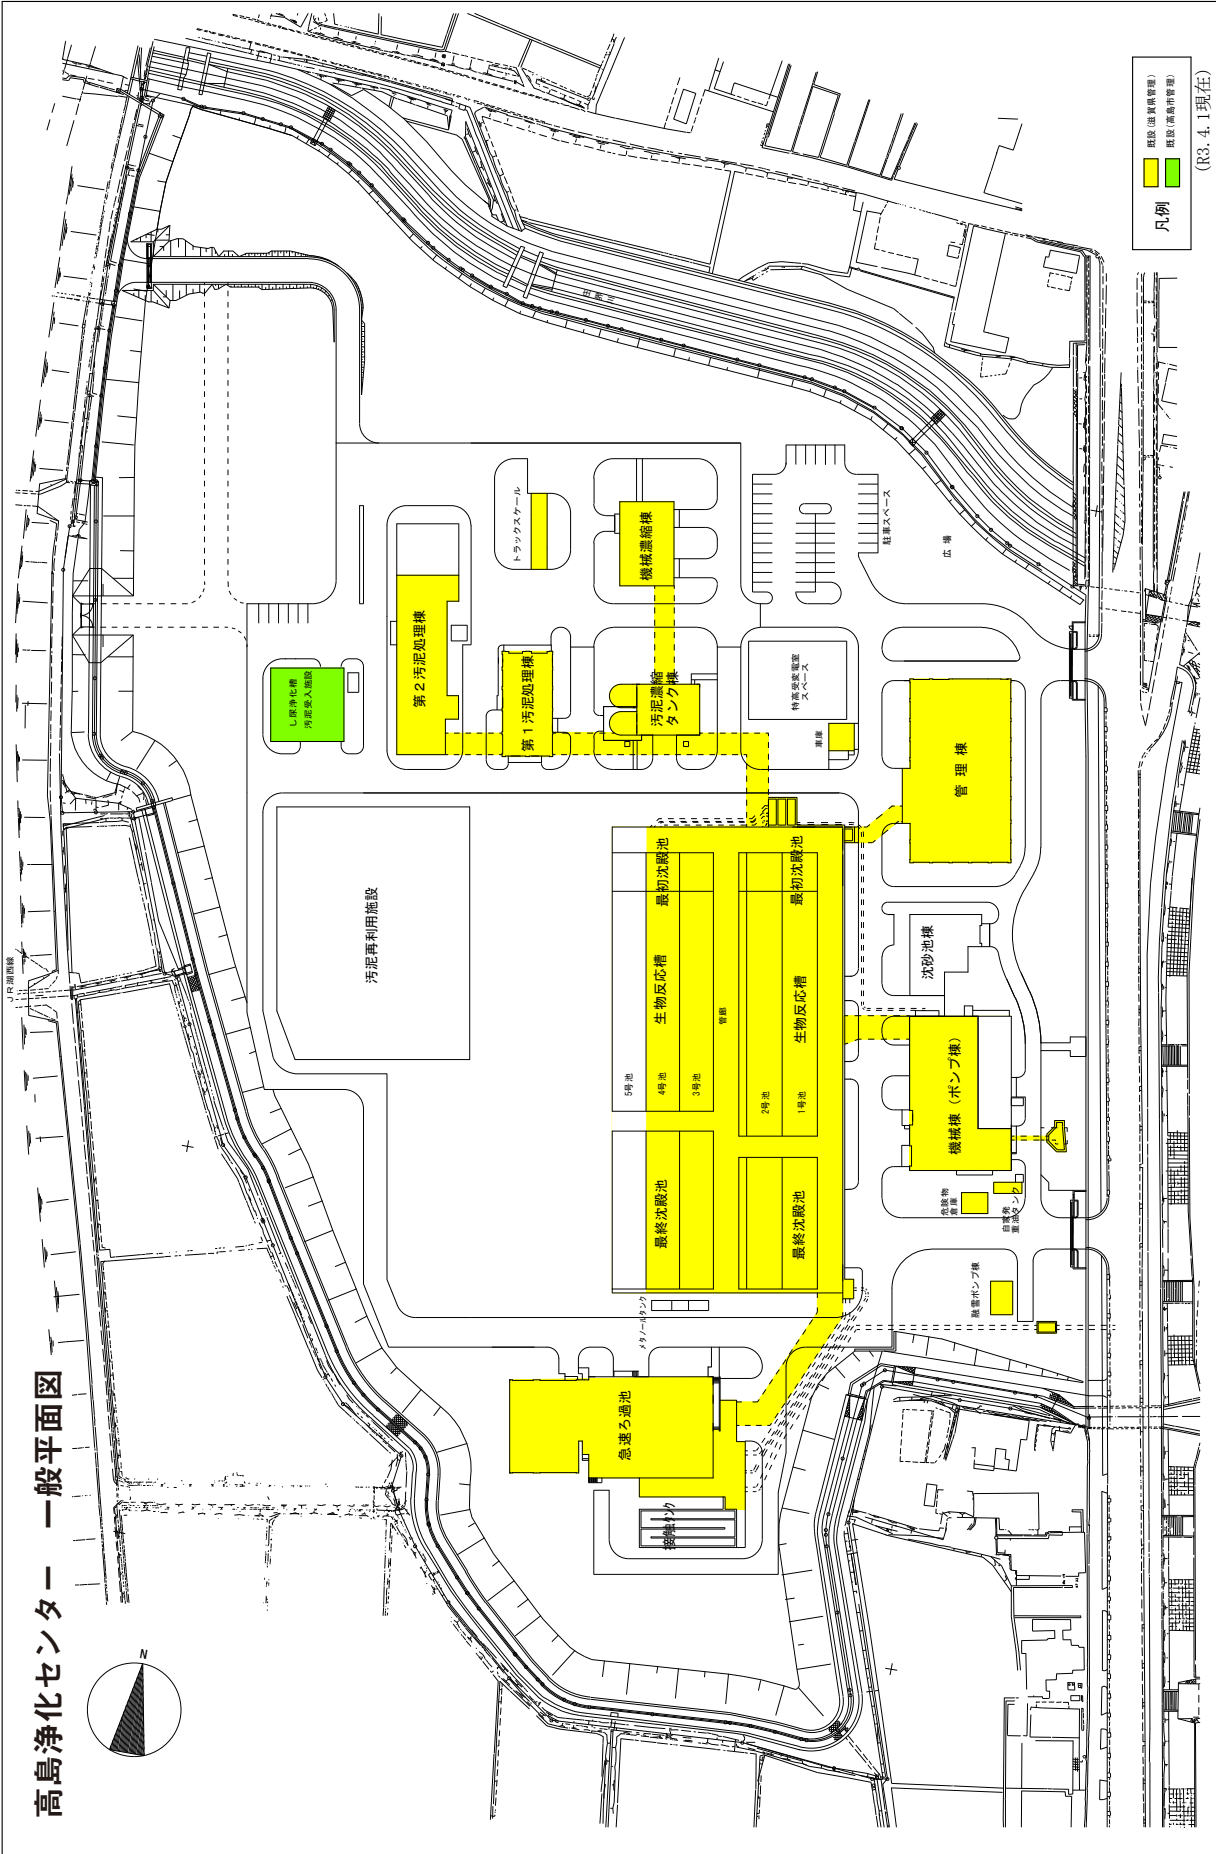 高島浄化センター 一般平面図
N
JR湖西線
凡例
既設(滋賀県管理)
既設(高島市管理)
(R3.4.1現在)
し尿浄化槽
汚泥受入施設
第2汚泥処理棟
トラックスケール
第1汚泥処理棟
機械濃縮棟
汚泥濃縮
タンク棟
駐車スペース
広場
特高受変電室
スペース
車庫
管理棟
汚泥再利用施設
最初沈殿池
最初沈殿池
生物反応槽
管廊
生物反応槽
5号池
4号池
3号池
2号池
1号池
沈砂池棟
機械棟(ポンプ棟)
最終沈殿池
最終沈殿池
危険物
倉庫
自家発
重油タンク
融雪ポンプ棟
メタノールタンク
急速ろ過池
接触タンク